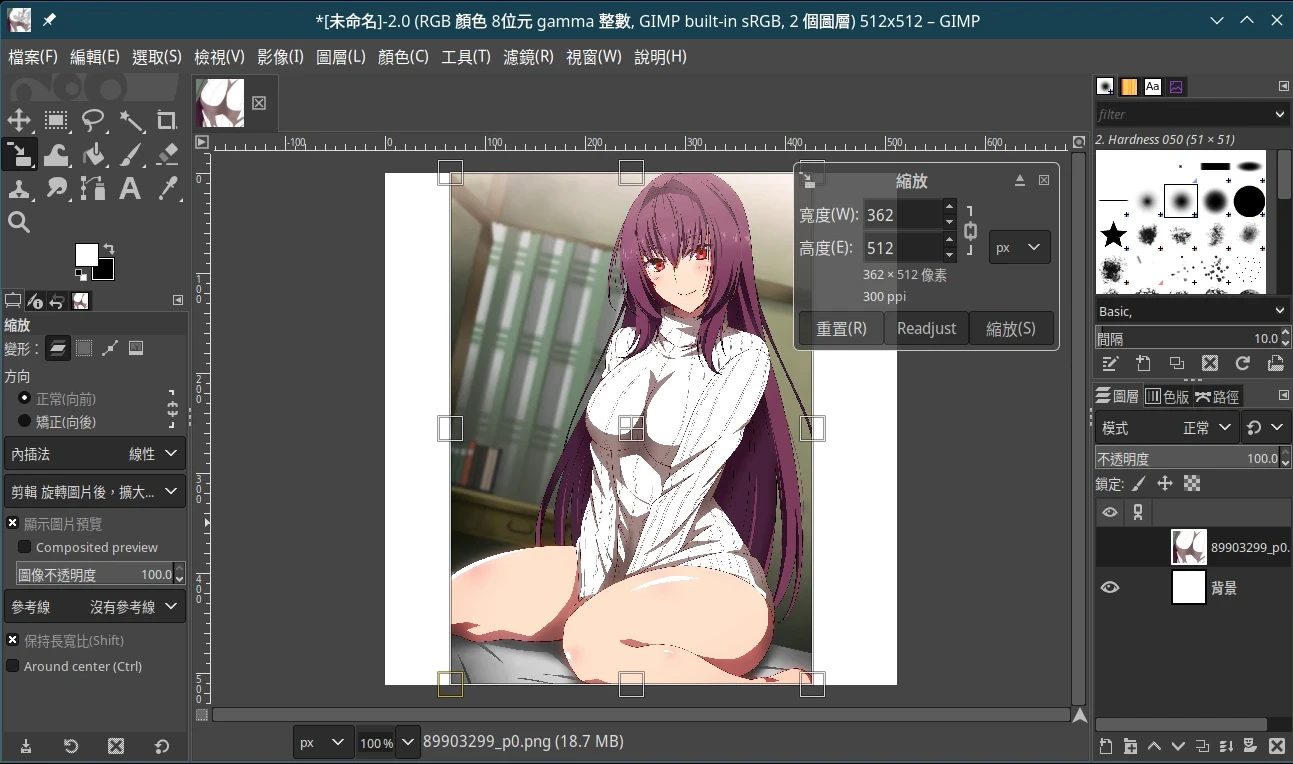 *[未命名]-2.0 (RGB 顏色 8位元 gamma 整數, GIMP built-in sRGB, 2 個圖層) 512x512 – GIMP
檔案(F) 編輯(E) 選取(S) 檢視(V) 影像(I) 圖層(L) 顏色(C) 工具(T) 濾鏡(R) 視窗(W) 說明(H)
-100 0 100 200 300 400 500 600
0
100
200
300
400
500
縮放
變形：
方向
正常(向前)
矯正(向後)
內插法 線性
剪輯 旋轉圖片後，擴大...
顯示圖片預覽
Composited preview
圖像不透明度 100.0
參考線 沒有參考線
保持長寬比(Shift)
Around center (Ctrl)
縮放
寬度(W): 362
高度(E): 512
px
362 × 512 像素
300 ppi
重置(R) Readjust 縮放(S)
px 100 % 89903299_p0.png (18.7 MB)
Aa
filter
2. Hardness 050 (51 × 51)
Basic,
間隔 10.0
圖層 色版 路徑
模式 正常
不透明度 100.0
鎖定:
89903299_p0.
背景